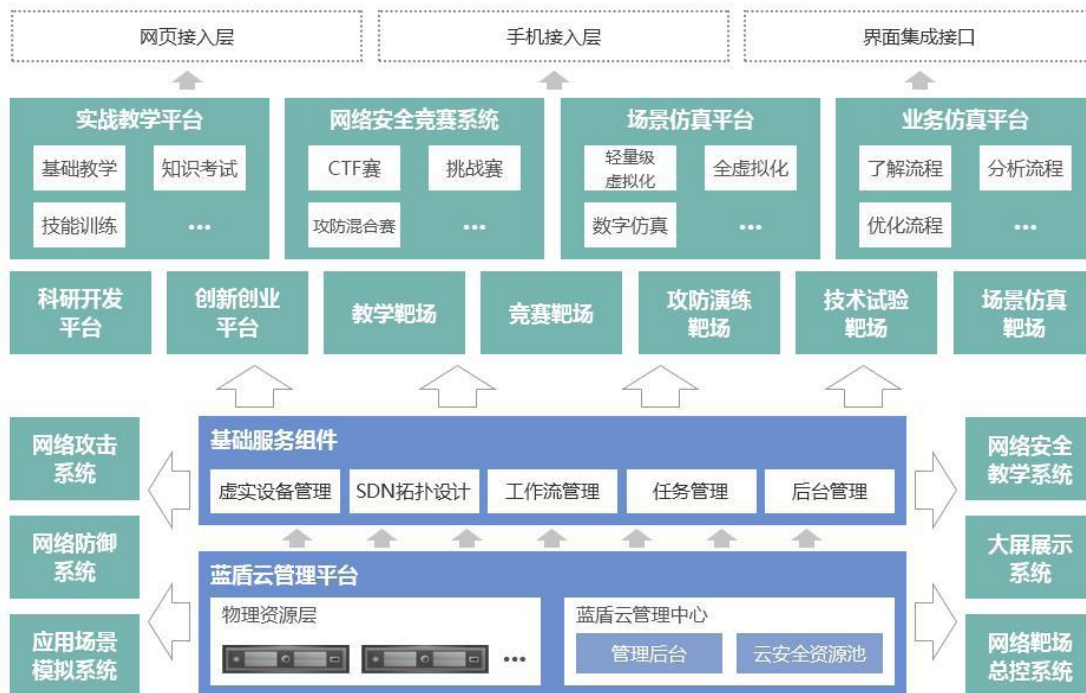 网页接入层
手机接入层
界面集成接口
实战教学平台
基础教学
知识考试
技能训练
...
网络安全竞赛系统
CTF赛
挑战赛
攻防混合赛
...
场景仿真平台
轻量级
虚拟化
全虚拟化
数字仿真
...
业务仿真平台
了解流程
分析流程
优化流程
...
科研开发
平台
创新创业
平台
教学靶场
竞赛靶场
攻防演练
靶场
技术试验
靶场
场景仿真
靶场
网络攻击
系统
网络防御
系统
应用场景
模拟系统
基础服务组件
虚实设备管理
SDN拓扑设计
工作流管理
任务管理
后台管理
蓝盾云管理平台
物理资源层
...
蓝盾云管理中心
管理后台
云安全资源池
网络安全
教学系统
大屏展示
系统
网络靶场
总控系统